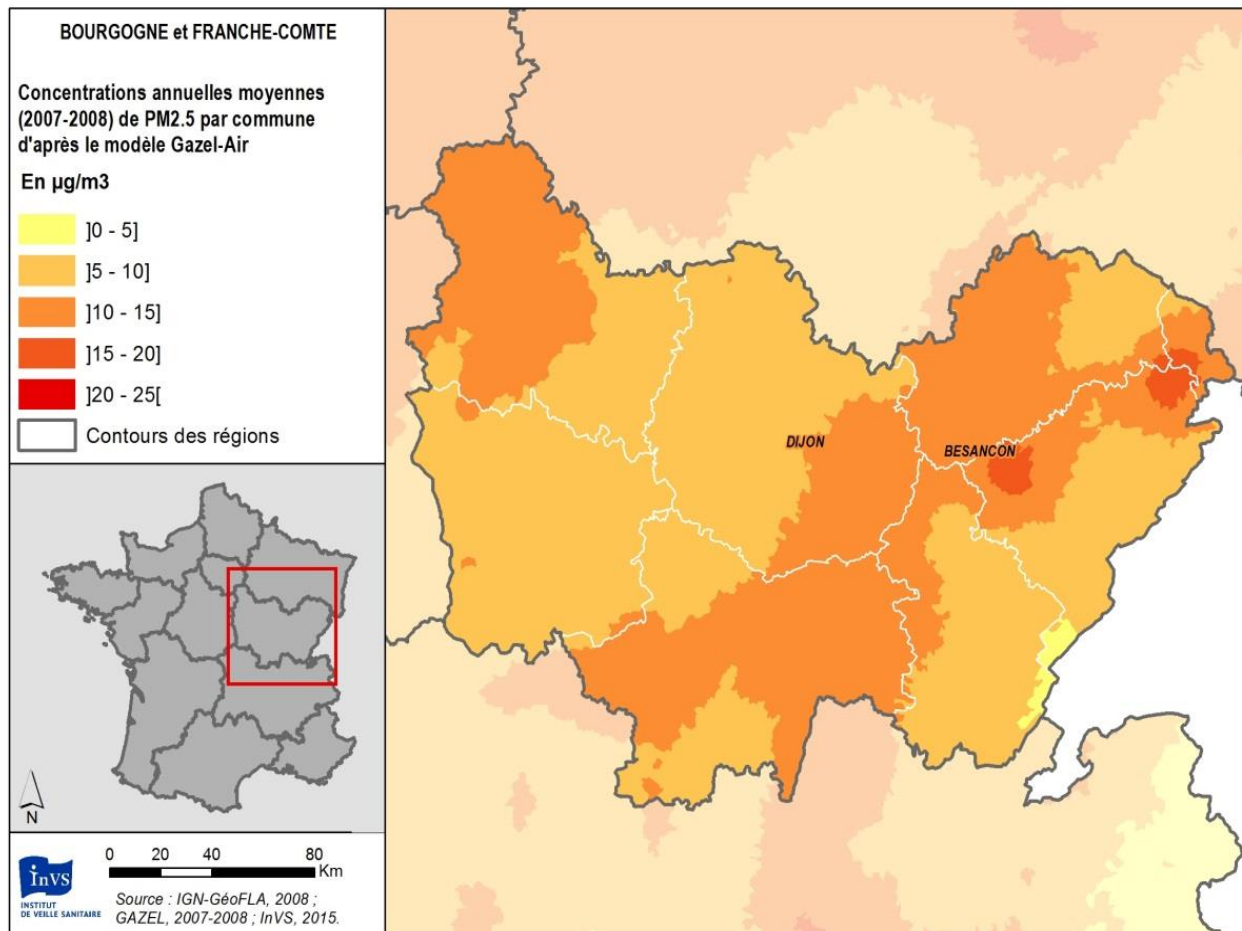 BOURGOGNE et FRANCHE-COMTE
Concentrations annuelles moyennes
(2007-2008) de PM2.5 par commune
d'après le modèle Gazel-Air
En µg/m3
]0 - 5]
]5 - 10]
]10 - 15]
]15 - 20]
]20 - 25[
Contours des régions
N
InVS
INSTITUT
DE VEILLE SANITAIRE
0 20 40 80
Km
Source : IGN-GéoFLA, 2008 ;
GAZEL, 2007-2008 ; InVS, 2015.
DIJON
BESANCON